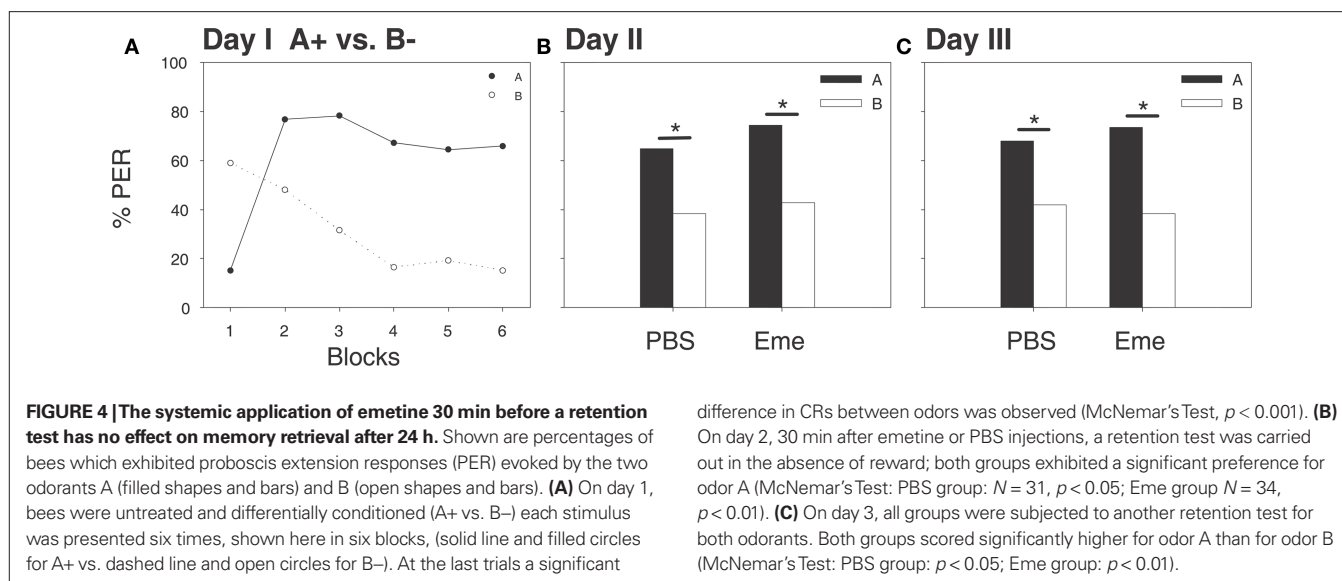 A Day I A+ vs. B-
100
80
60
40
20
0
% PER
1 2 3 4 5 6
Blocks
A
B
B Day II
A
B
*
*
PBS Eme
C Day III
A
B
*
*
PBS Eme
FIGURE 4 | The systemic application of emetine 30 min before a retention
test has no effect on memory retrieval after 24 h. Shown are percentages of
bees which exhibited proboscis extension responses (PER) evoked by the two
odorants A (filled shapes and bars) and B (open shapes and bars). (A) On day 1,
bees were untreated and differentially conditioned (A+ vs. B–) each stimulus
was presented six times, shown here in six blocks, (solid line and filled circles
for A+ vs. dashed line and open circles for B–). At the last trials a significant
difference in CRs between odors was observed (McNemar's Test, p < 0.001). (B)
On day 2, 30 min after emetine or PBS injections, a retention test was carried
out in the absence of reward; both groups exhibited a significant preference for
odor A (McNemar's Test: PBS group: N = 31, p < 0.05; Eme group N = 34,
p < 0.01). (C) On day 3, all groups were subjected to another retention test for
both odorants. Both groups scored significantly higher for odor A than for odor B
(McNemar's Test: PBS group: p < 0.05; Eme group: p < 0.01).